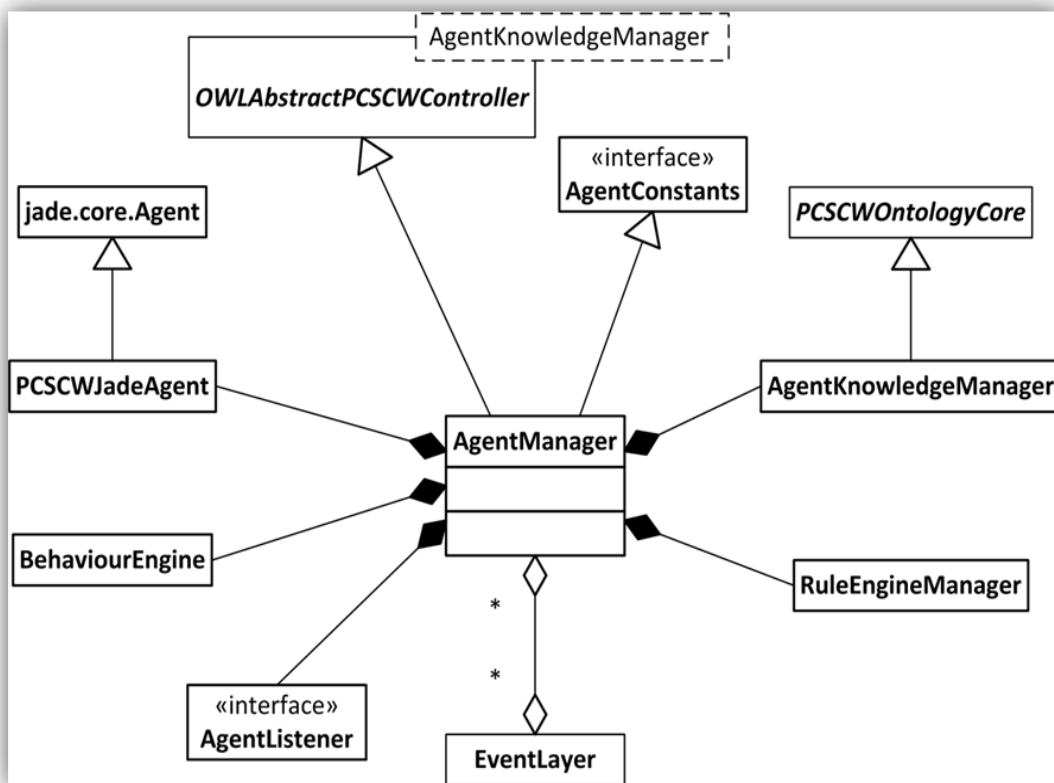 AgentKnowledgeManager
OWLAbstractPCSCWController
«interface»
AgentConstants
jade.core.Agent
PCSCWOntologyCore
PCSCWJadeAgent
AgentKnowledgeManager
AgentManager
BehaviourEngine
RuleEngineManager
*
*
«interface»
AgentListener
EventLayer